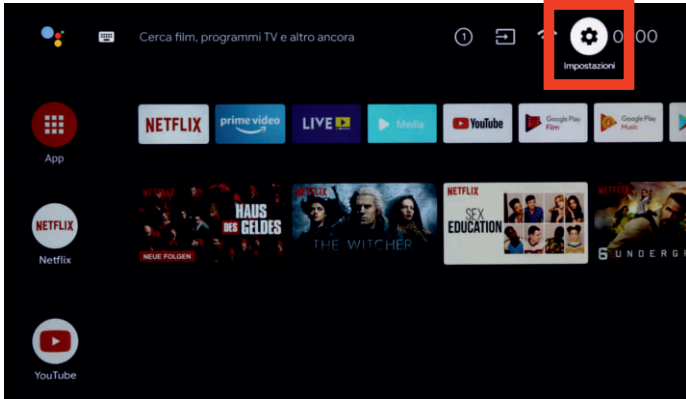 Cerca film, programmi TV e altro ancora
1
00
Impostazioni
App
NETFLIX
prime video
LIVE
Media
YouTube
Google Play
Film
Google Play
Music
NETFLIX
Netflix
NETFLIX
HAUS
DES GELDES
NEUE FOLGEN
NETFLIX
THE WITCHER
NETFLIX
SEX
EDUCATION
NETFLIX
6 UNDERG
YouTube